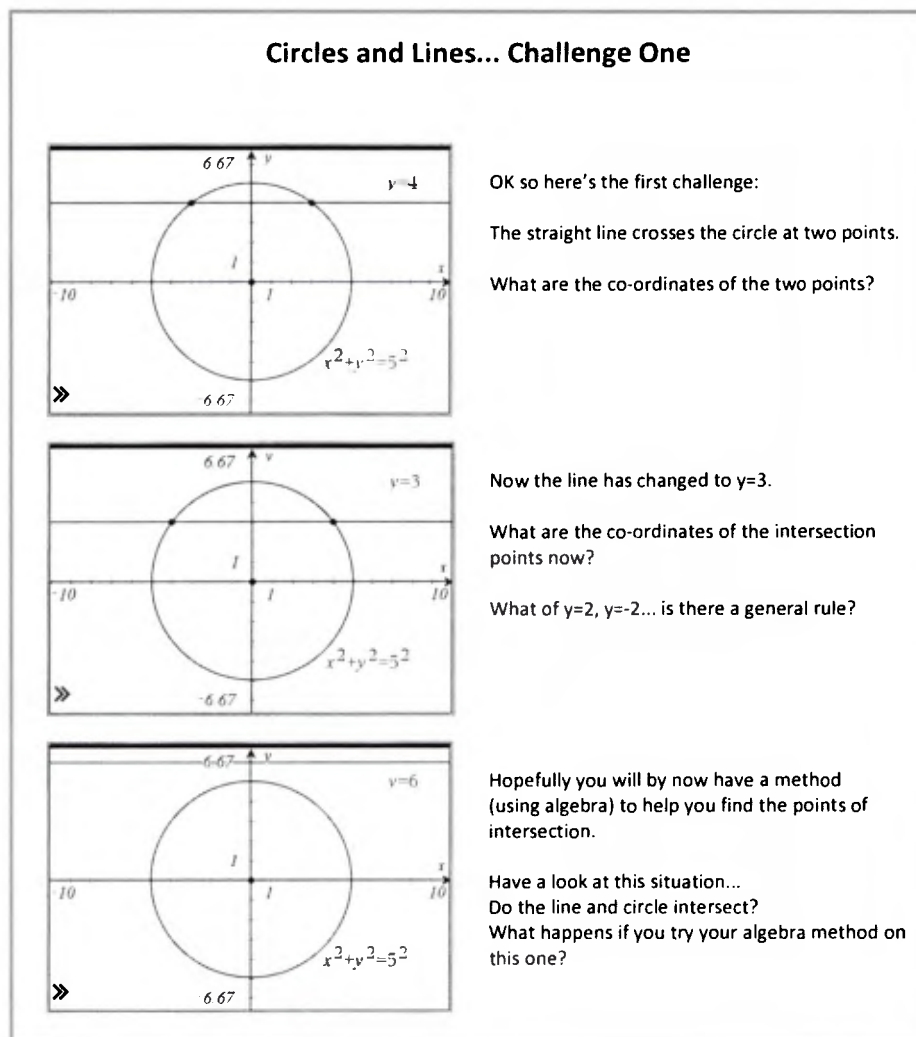 Circles and Lines... Challenge One
6.67
y
y=4
OK so here's the first challenge:
The straight line crosses the circle at two points.
What are the co-ordinates of the two points?
1
x
-10
1
10
x²+y²=5²
»
-6.67
6.67
y
y=3
Now the line has changed to y=3.
What are the co-ordinates of the intersection
points now?
What of y=2, y=-2... is there a general rule?
1
x
-10
1
10
x²+y²=5²
»
-6.67
6.67
y
y=6
Hopefully you will by now have a method
(using algebra) to help you find the points of
intersection.
Have a look at this situation...
Do the line and circle intersect?
What happens if you try your algebra method on
this one?
1
x
-10
1
10
x²+y²=5²
»
-6.67